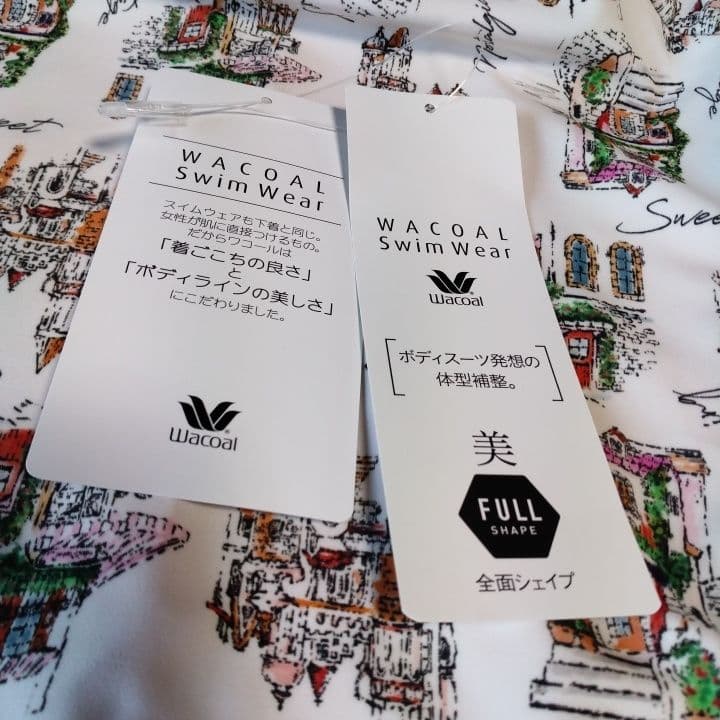 WACOAL
Swim Wear
スイムウェアも下着と同じ。
女性が肌に直接つけるもの。
だからワコールは
「着ごこちの良さ」
と
「ボディラインの美しさ」
にこだわりました。
Wacoal
WACOAL
Swim Wear
Wacoal
ボディスーツ発想の
体型補整。
美
FULL
SHAPE
全面シェイプ
Sweet